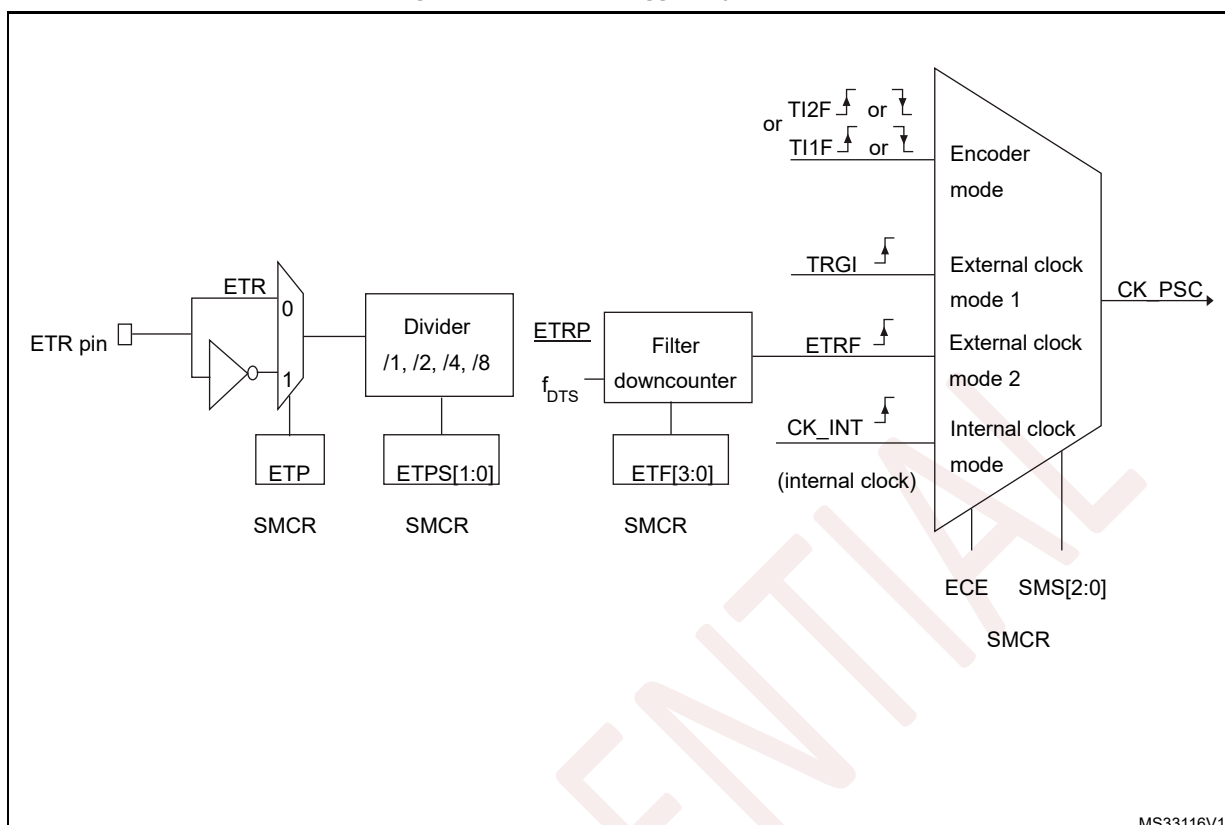 TI2F or
or
TI1F or
Encoder
mode
TRGI
External clock
mode 1
CK_PSC
ETR
0
ETR pin
1
Divider
/1, /2, /4, /8
ETRP
fDTS
Filter
downcounter
ETRF
External clock
mode 2
CK_INT
Internal clock
mode
(internal clock)
ETP
ETPS[1:0]
ETF[3:0]
SMCR
SMCR
SMCR
ECE
SMS[2:0]
SMCR
ENTIAL
MS33116V1